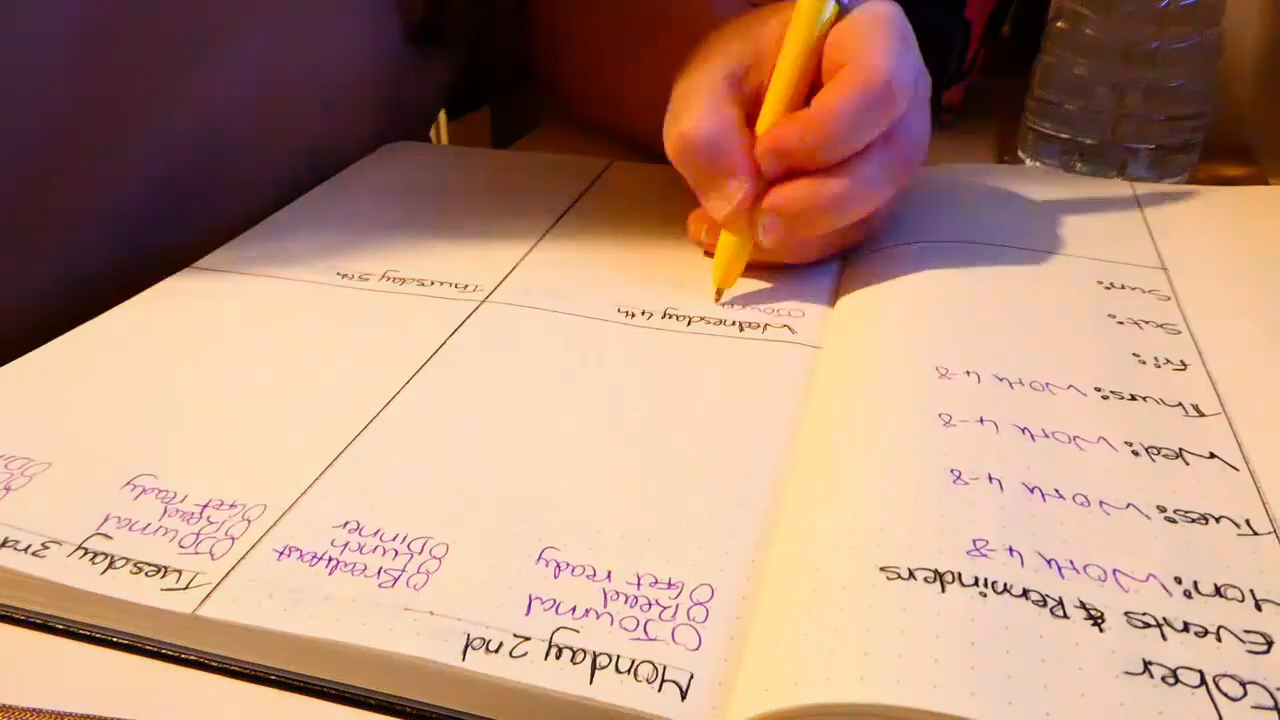 tober
Events & Reminders
Mon: Work 4-8
Tues: Work 4-8
Wed: Work 4-8
Thurs: Work 4-8
Fri:
Sat:
Sun:
Monday 2nd
Journal
Read
Get ready
Breakfast
Lunch
Dinner
Tuesday 3rd
Journal
Read
Get ready
Wednesday 4th
Thursday 5th